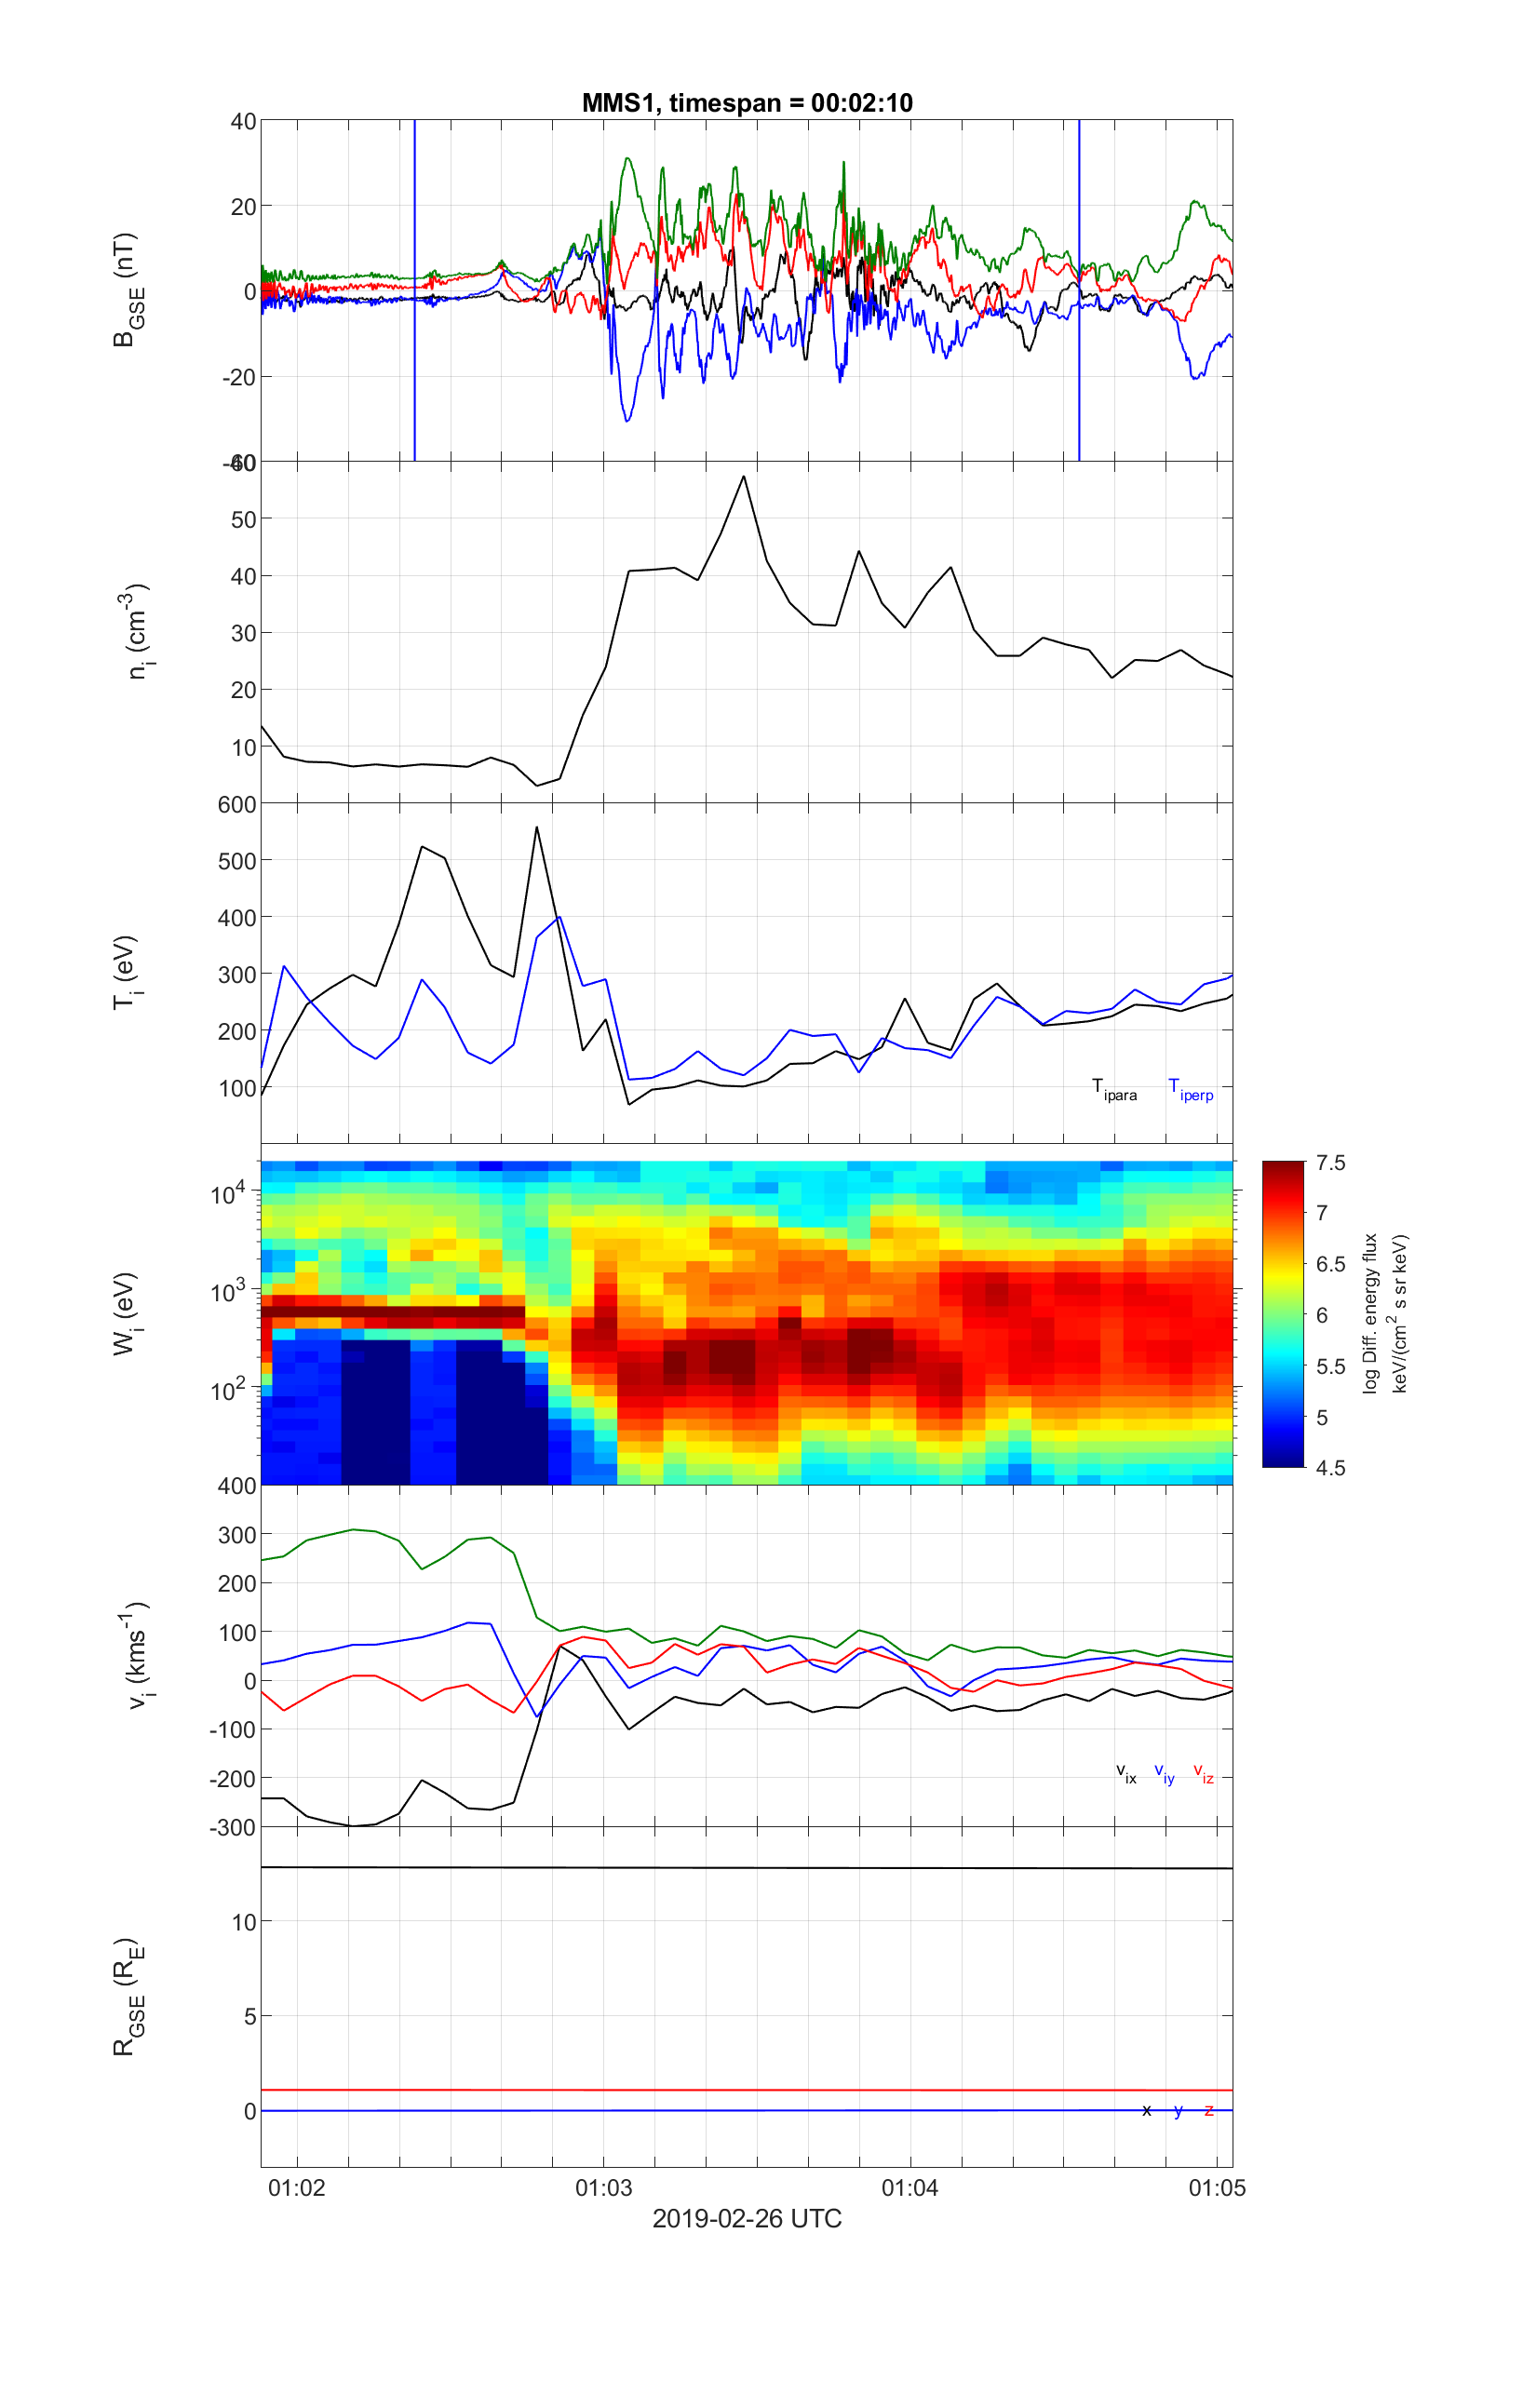 MMS1, timespan = 00:02:10
40
20
0
-20
B_GSE (nT)
50
40
30
20
10
n_i (cm^-3)
600
500
400
300
200
100
T_i (eV)
T_ipara T_iperp
10^4
10^3
10^2
W_i (eV)
7.5
7
6.5
6
5.5
5
4.5
log Diff. energy flux
keV/(cm^2 s sr keV)
400
300
200
100
0
-100
-200
-300
v_i (kms^-1)
v_ix v_iy v_iz
10
5
0
R_GSE (R_E)
x y z
01:02 01:03 01:04 01:05
2019-02-26 UTC